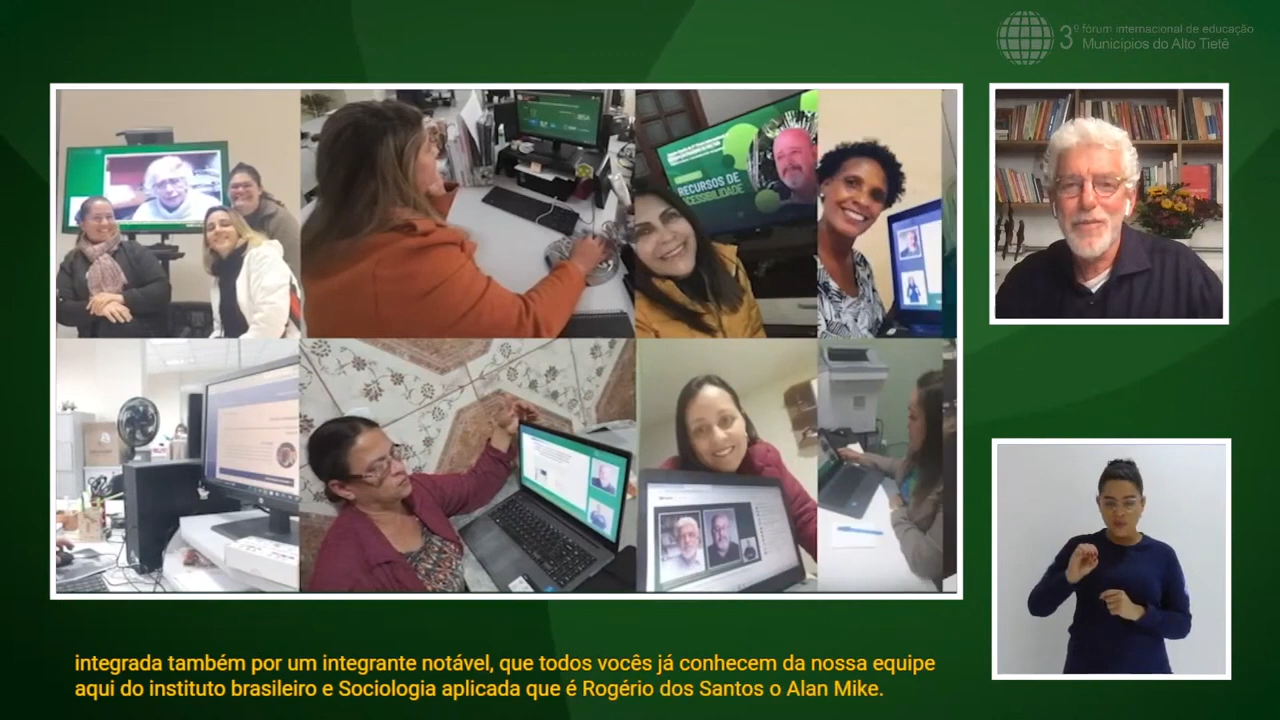 3º fórum internacional de educação
Municípios do Alto Tietê
RECURSOS DE
integrada também por um integrante notável, que todos vocês já conhecem da nossa equipe
aqui do instituto brasileiro e Sociologia aplicada que é Rogério dos Santos o Alan Mike.